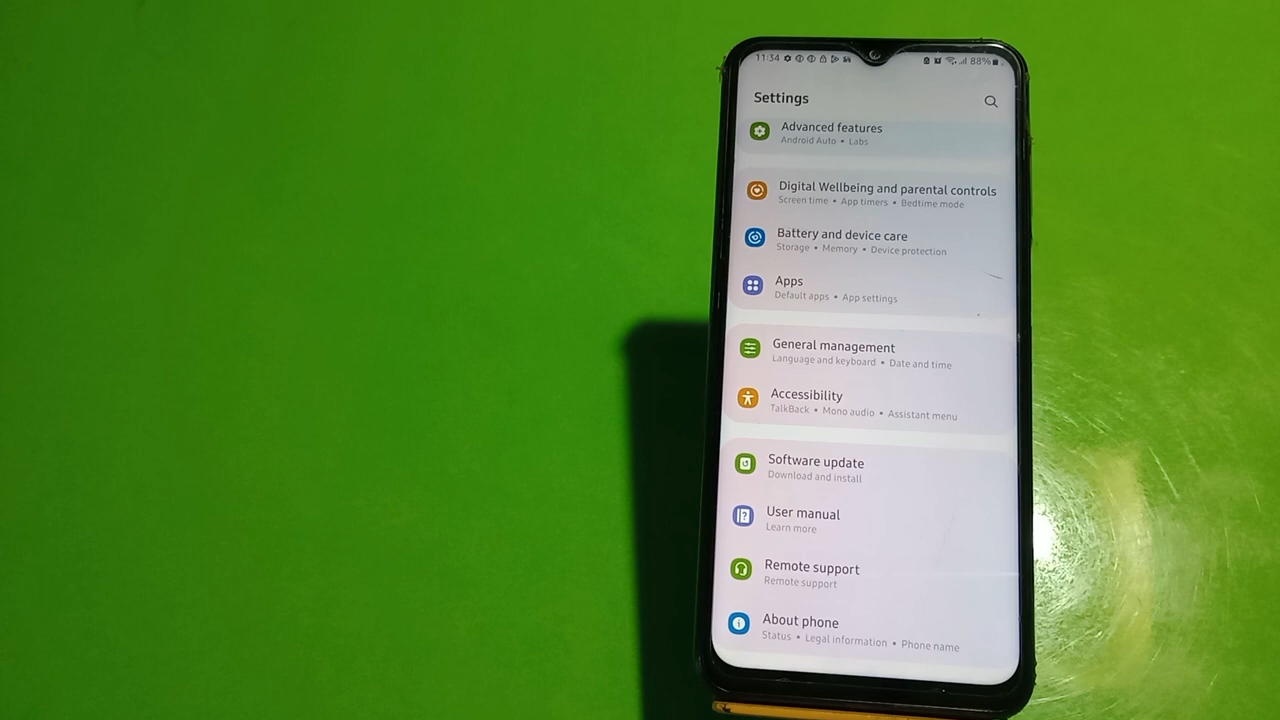 11:34 88%
Settings
Advanced features
Android Auto • Labs
Digital Wellbeing and parental controls
Screen time • App timers • Bedtime mode
Battery and device care
Storage • Memory • Device protection
Apps
Default apps • App settings
General management
Language and keyboard • Date and time
Accessibility
TalkBack • Mono audio • Assistant menu
Software update
Download and install
User manual
Learn more
Remote support
Remote support
About phone
Status • Legal information • Phone name